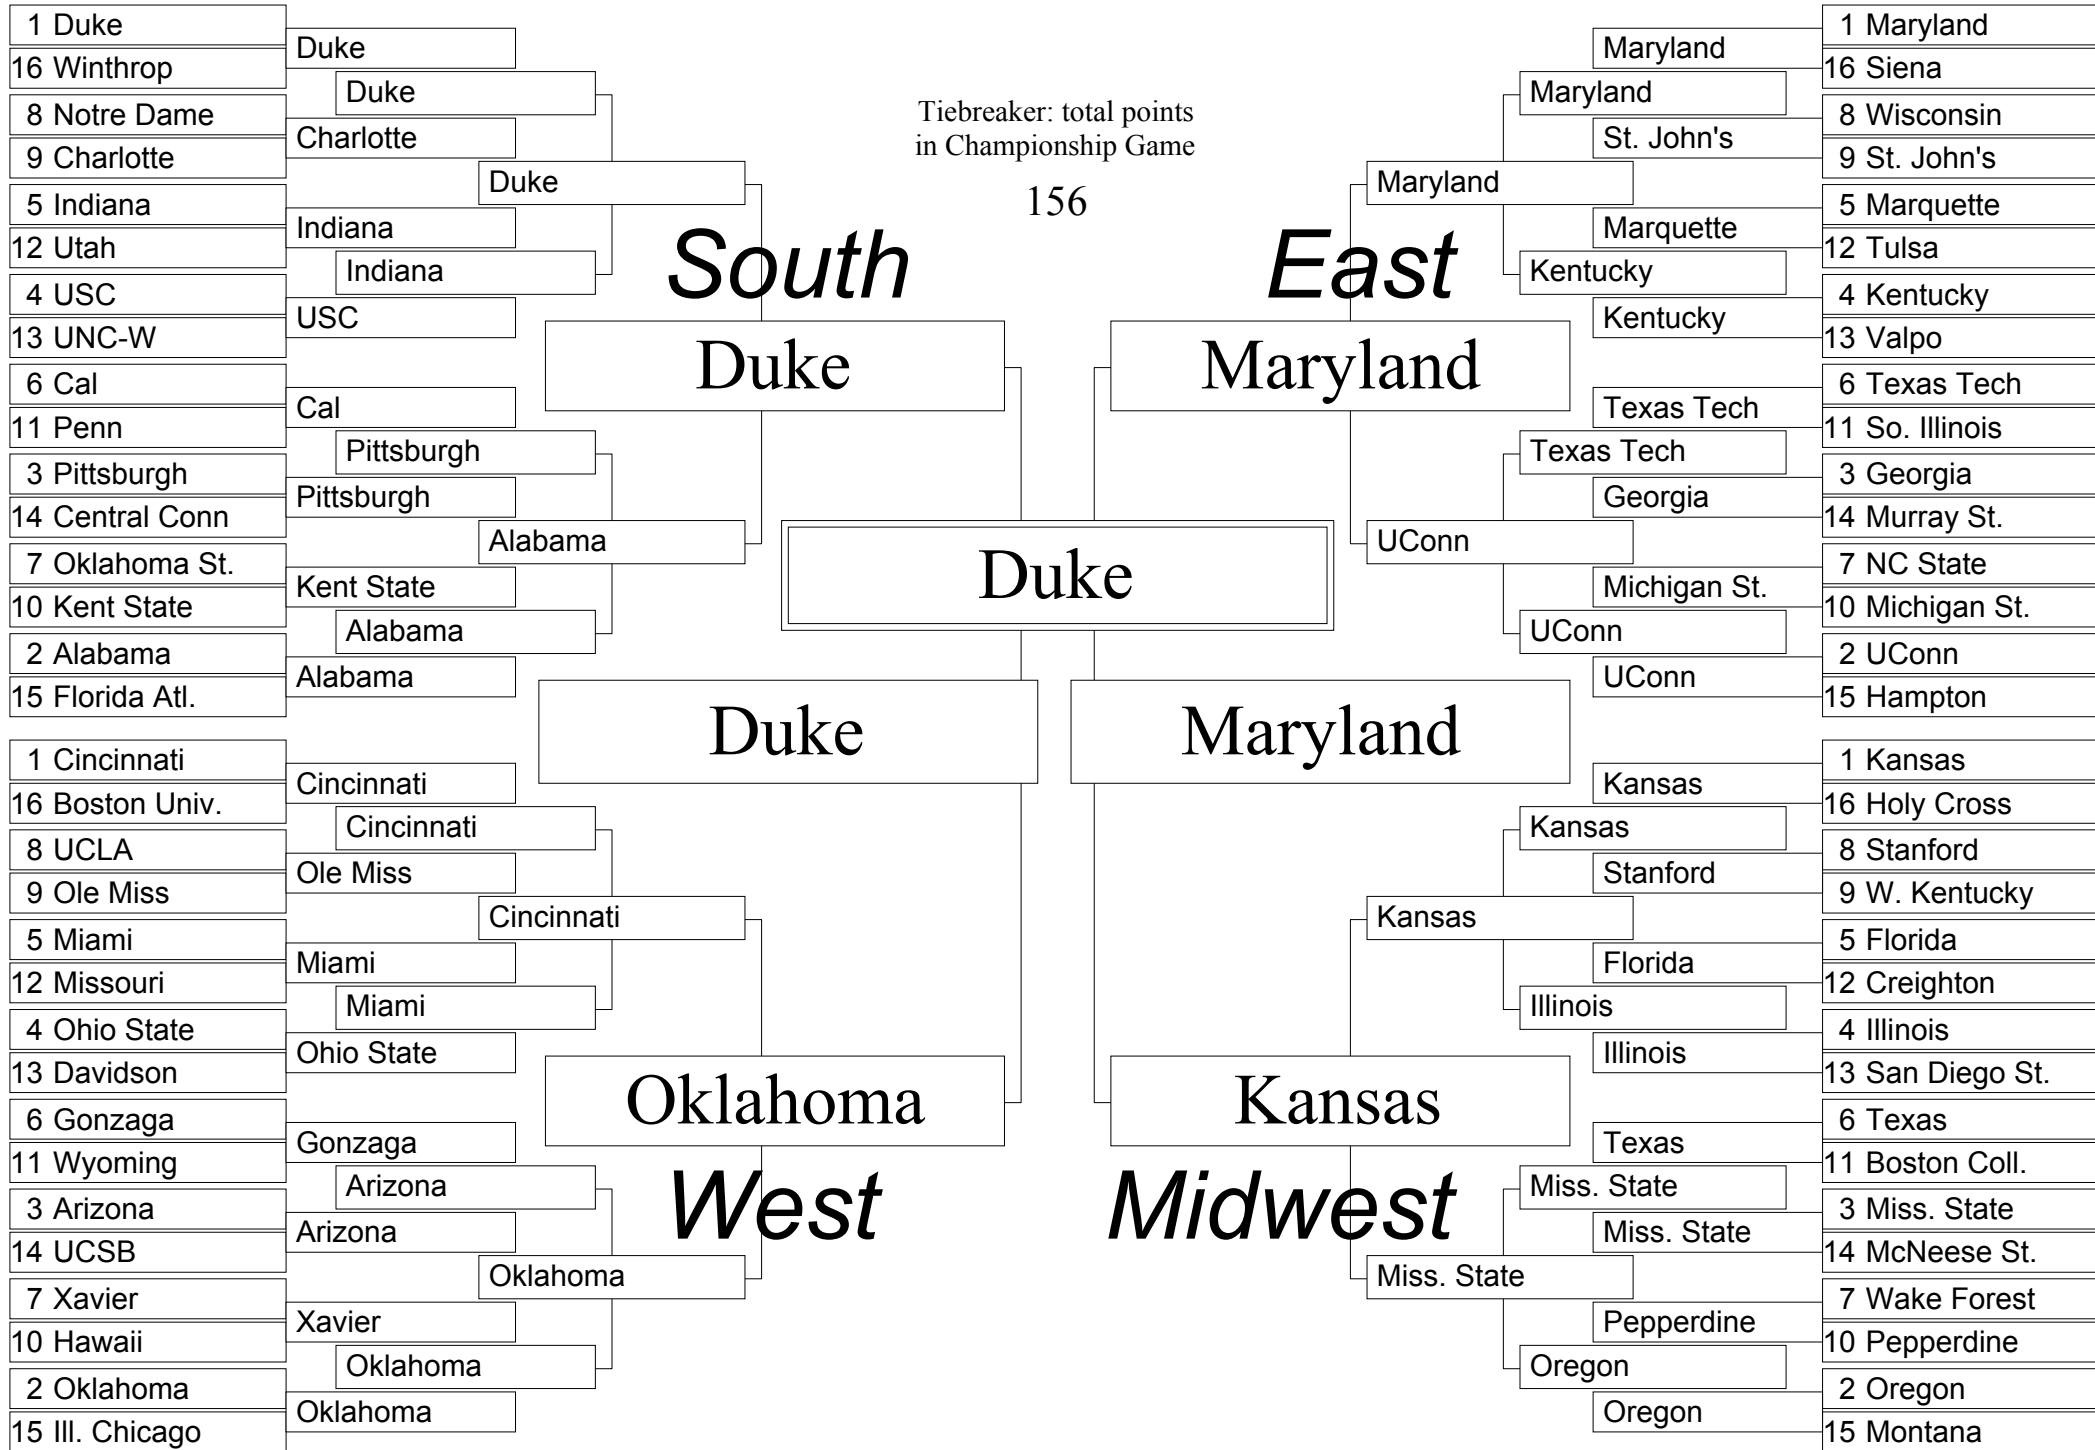 1 Duke
16 Winthrop
8 Notre Dame
9 Charlotte
5 Indiana
12 Utah
4 USC
13 UNC-W
6 Cal
11 Penn
3 Pittsburgh
14 Central Conn
7 Oklahoma St.
10 Kent State
2 Alabama
15 Florida Atl.
Duke
Charlotte
Indiana
USC
Cal
Pittsburgh
Kent State
Alabama
Duke
Indiana
Pittsburgh
Alabama
Duke
Alabama
South
Duke
1 Cincinnati
16 Boston Univ.
8 UCLA
9 Ole Miss
5 Miami
12 Missouri
4 Ohio State
13 Davidson
6 Gonzaga
11 Wyoming
3 Arizona
14 UCSB
7 Xavier
10 Hawaii
2 Oklahoma
15 Ill. Chicago
Cincinnati
Ole Miss
Miami
Ohio State
Gonzaga
Arizona
Xavier
Oklahoma
Cincinnati
Miami
Arizona
Oklahoma
Cincinnati
Oklahoma
Oklahoma
West
Tiebreaker: total points
in Championship Game
156
Duke
Duke
Maryland
East
Maryland
Maryland
UConn
Maryland
Kentucky
Texas Tech
UConn
Maryland
St. John's
Marquette
Kentucky
Texas Tech
Georgia
Michigan St.
UConn
1 Maryland
16 Siena
8 Wisconsin
9 St. John's
5 Marquette
12 Tulsa
4 Kentucky
13 Valpo
6 Texas Tech
11 So. Illinois
3 Georgia
14 Murray St.
7 NC State
10 Michigan St.
2 UConn
15 Hampton
Kansas
Midwest
Kansas
Miss. State
Kansas
Illinois
Miss. State
Oregon
Kansas
Stanford
Florida
Illinois
Texas
Miss. State
Pepperdine
Oregon
1 Kansas
16 Holy Cross
8 Stanford
9 W. Kentucky
5 Florida
12 Creighton
4 Illinois
13 San Diego St.
6 Texas
11 Boston Coll.
3 Miss. State
14 McNeese St.
7 Wake Forest
10 Pepperdine
2 Oregon
15 Montana